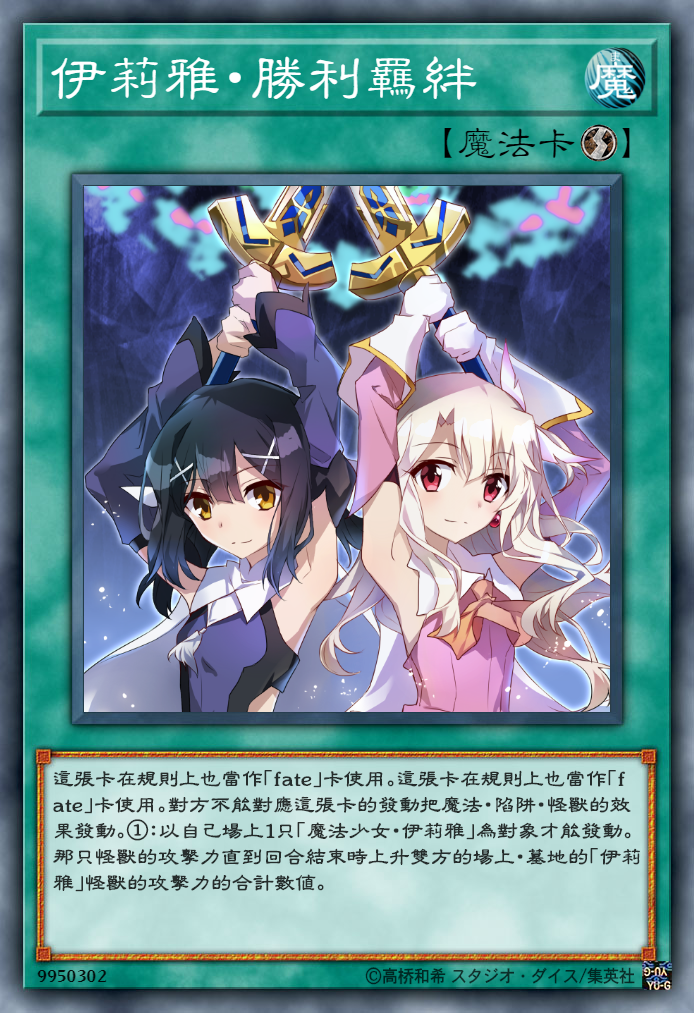 伊莉雅·勝利羈絆
魔
【魔法卡】
這張卡在規則上也當作「fate」卡使用。這張卡在規則上也當作「f
ate」卡使用。對方不能對應這張卡的發動把魔法·陷阱·怪獸的效
果發動。①:以自己場上1只「魔法少女·伊莉雅」為對象才能發動。
那只怪獸的攻擊力直到回合結束時上升雙方的場上·墓地的「伊莉
雅」怪獸的攻擊力的合計數值。
9950302
©高桥和希 スタジオ・ダイス/集英社